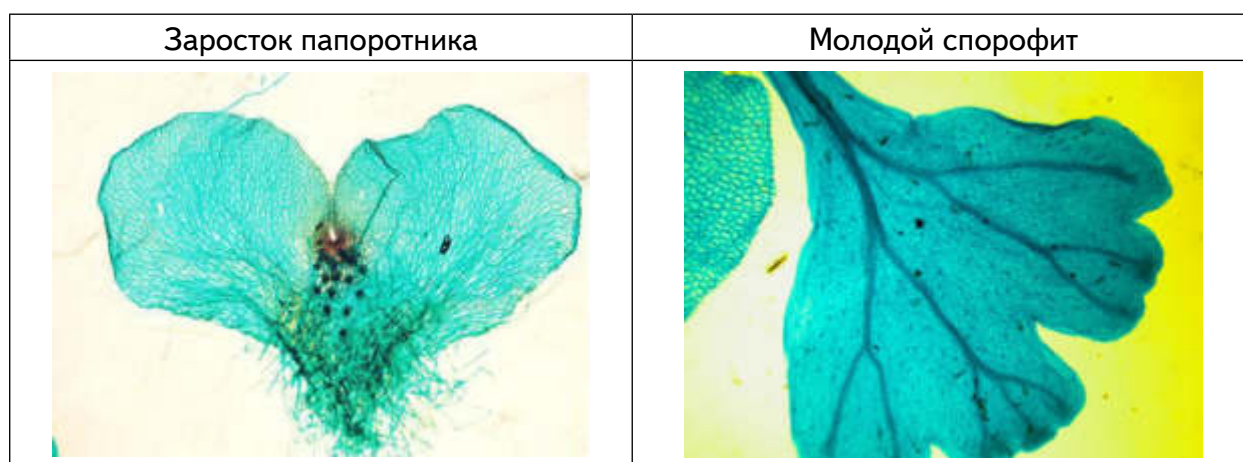 Заросток папоротника
Молодой спорофит